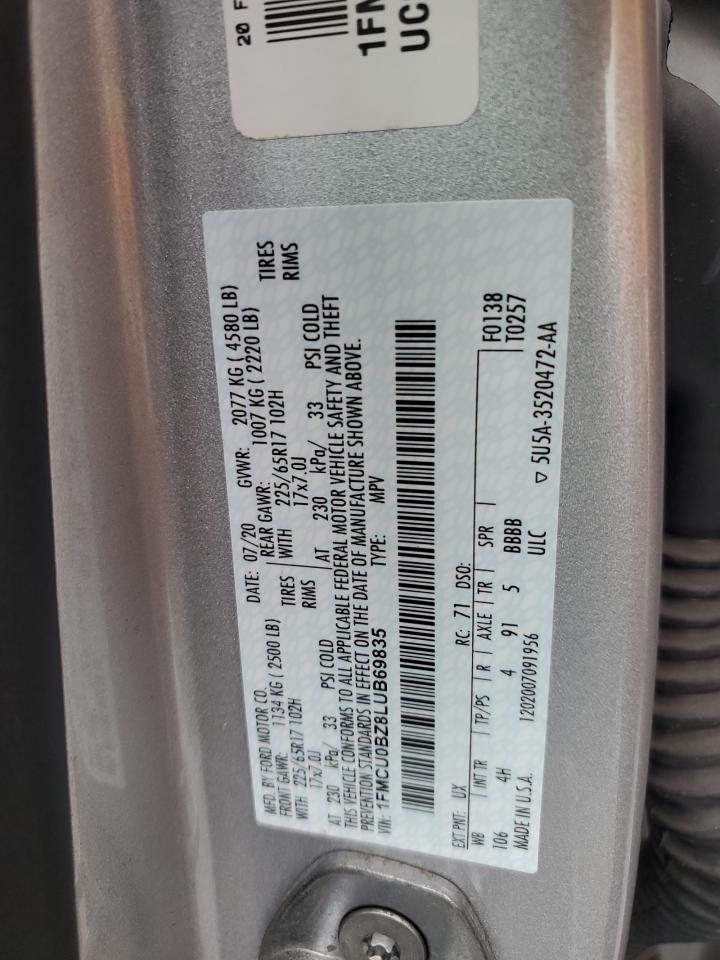 20 F
1FM
UC
MFD. BY FORD MOTOR CO.
DATE: 07/20 GVWR: 2077 KG ( 4580 LB)
FRONT GAWR: 1134 KG ( 2500 LB) REAR GAWR: 1007 KG ( 2220 LB)
WITH 225/65R17 102H TIRES WITH 225/65R17 102H TIRES
17x7.0J RIMS 17x7.0J RIMS
AT 230 kPa/ 33 PSI COLD AT 230 kPa/ 33 PSI COLD
THIS VEHICLE CONFORMS TO ALL APPLICABLE FEDERAL MOTOR VEHICLE SAFETY AND THEFT
PREVENTION STANDARDS IN EFFECT ON THE DATE OF MANUFACTURE SHOWN ABOVE.
VIN: 1FMCU0BZ8LUB69835 TYPE: MPV
EXT PNT: UX RC: 71 DSO:
WB INT TR TP/PS R AXLE TR SPR F0138
106 4H 4 91 5 BBBB T0257
MADE IN U.S.A. 1202007091956 ULC ▽ 5U5A-3520472-AA